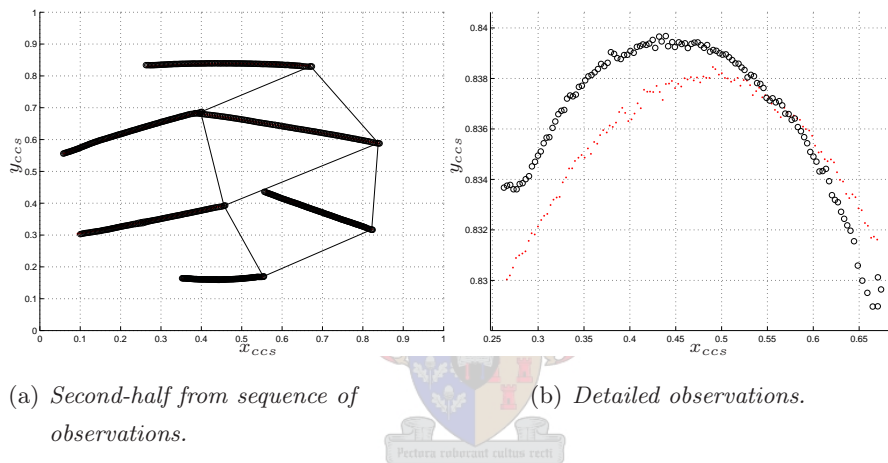 1
0.9
0.8
0.7
0.6
0.5
0.4
0.3
0.2
0.1
0
y_ccs
0 0.1 0.2 0.3 0.4 0.5 0.6 0.7 0.8 0.9 1
x_ccs
0.84
0.838
0.836
0.834
0.832
0.83
y_ccs
0.25 0.3 0.35 0.4 0.45 0.5 0.55 0.6 0.65
x_ccs
(a) Second-half from sequence of
observations.
(b) Detailed observations.
Pectora roborant cultus recti